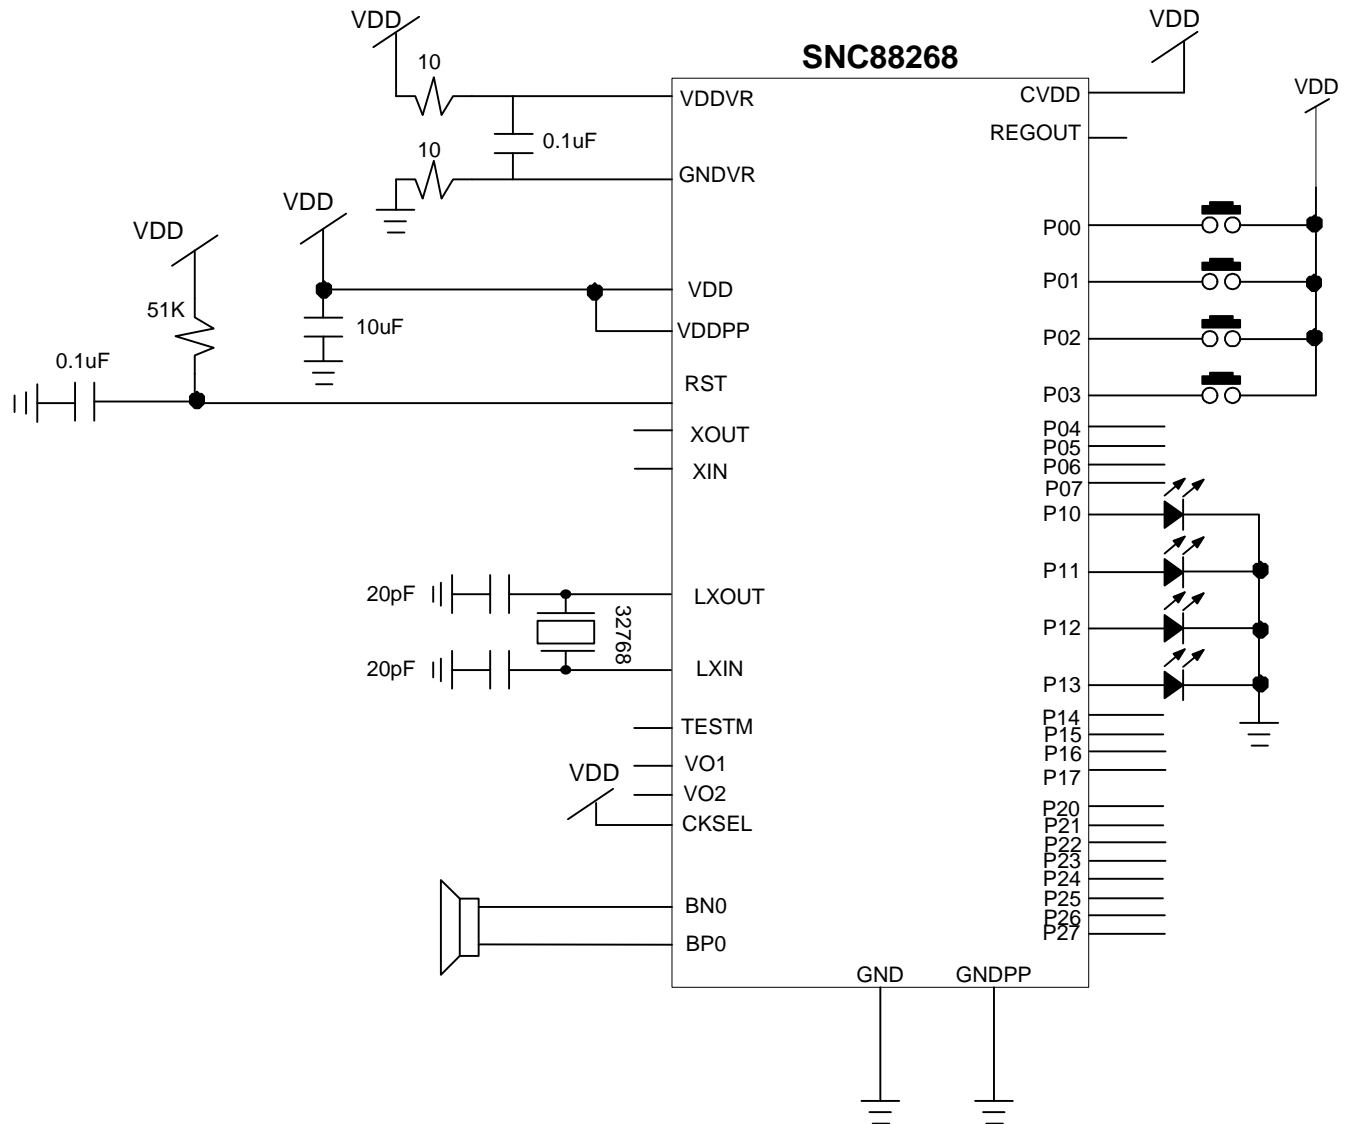 VDD
VDD
SNC88268
10
VDDVR
CVDD
VDD
REGOUT
0.1uF
10
GNDVR
VDD
VDD
P00
VDD
P01
51K
10uF
VDDPP
P02
0.1uF
RST
P03
XOUT
P04
P05
XIN
P06
P07
P10
P11
20pF
LXOUT
32768
P12
20pF
LXIN
P13
TESTM
P14
P15
P16
VO1
VDD
P17
VO2
CKSEL
P20
P21
P22
P23
P24
BN0
P25
P26
BP0
P27
GND
GNDPP